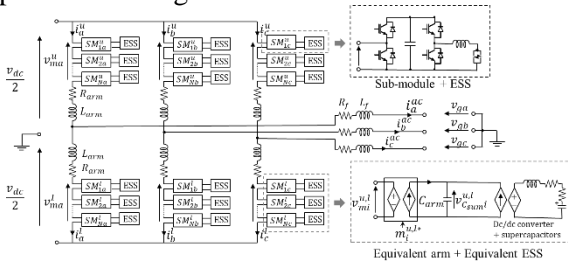 i_a^u
i_b^u
i_c^u
v_dc
2
v_ma^u
SM_1a^u ESS
SM_2a^u ESS
SM_Na^u ESS
SM_1b^u ESS
SM_2b^u ESS
SM_Nb^u ESS
SM_1c^u ESS
SM_2c^u ESS
SM_Nc^u ESS
Sub-module + ESS
R_arm
L_arm
R_f L_f i_a^ac
i_b^ac
i_c^ac
v_ga
v_gb
v_gc
L_arm
R_arm
v_dc
2
v_ma^l
SM_1a^l ESS
SM_2a^l ESS
SM_Na^l ESS
SM_1b^l ESS
SM_2b^l ESS
SM_Nb^l ESS
SM_1c^l ESS
SM_2c^l ESS
SM_Nc^l ESS
i_a^l
i_b^l
i_c^l
v_mi^u,l
C_arm
v_Csumi^u,l
m_i^u,l*
Dc/dc converter
+ supercapacitors
Equivalent arm + Equivalent ESS